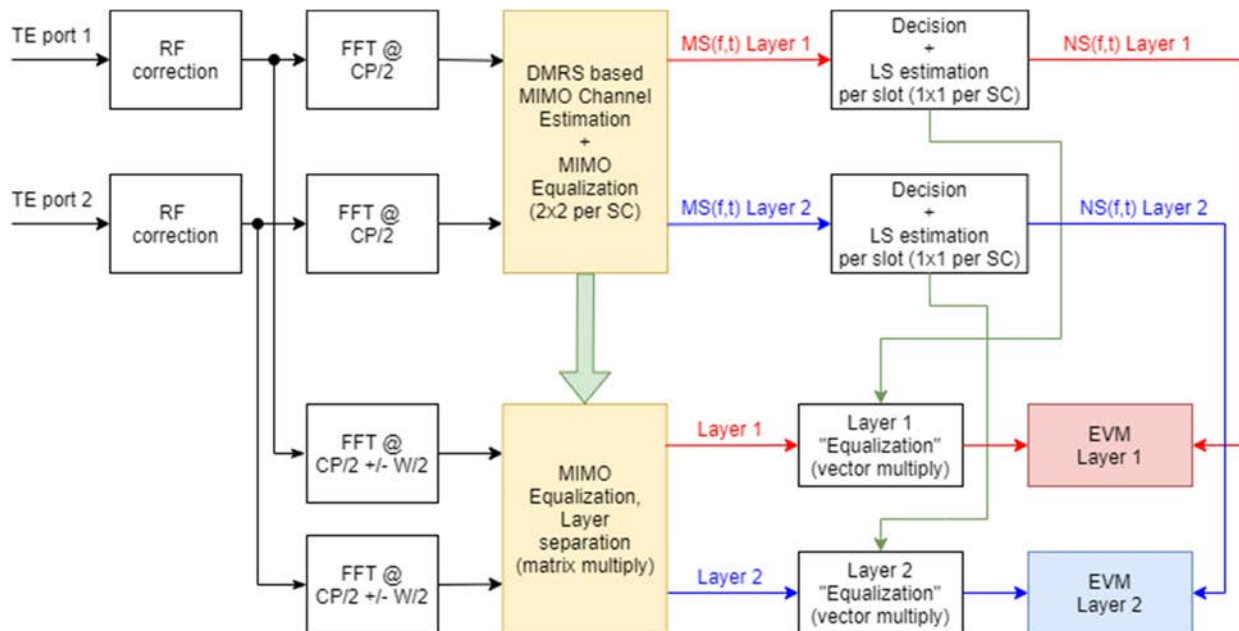 TE port 1
RF
correction
FFT @
CP/2
DMRS based
MIMO Channel
Estimation
+
MIMO
Equalization
(2x2 per SC)
MS(f,t) Layer 1
Decision
+
LS estimation
per slot (1x1 per SC)
NS(f,t) Layer 1
TE port 2
RF
correction
FFT @
CP/2
MS(f,t) Layer 2
Decision
+
LS estimation
per slot (1x1 per SC)
NS(f,t) Layer 2
FFT @
CP/2 +/- W/2
MIMO
Equalization,
Layer
separation
(matrix multiply)
Layer 1
Layer 1
"Equalization"
(vector multiply)
EVM
Layer 1
FFT @
CP/2 +/- W/2
Layer 2
Layer 2
"Equalization"
(vector multiply)
EVM
Layer 2